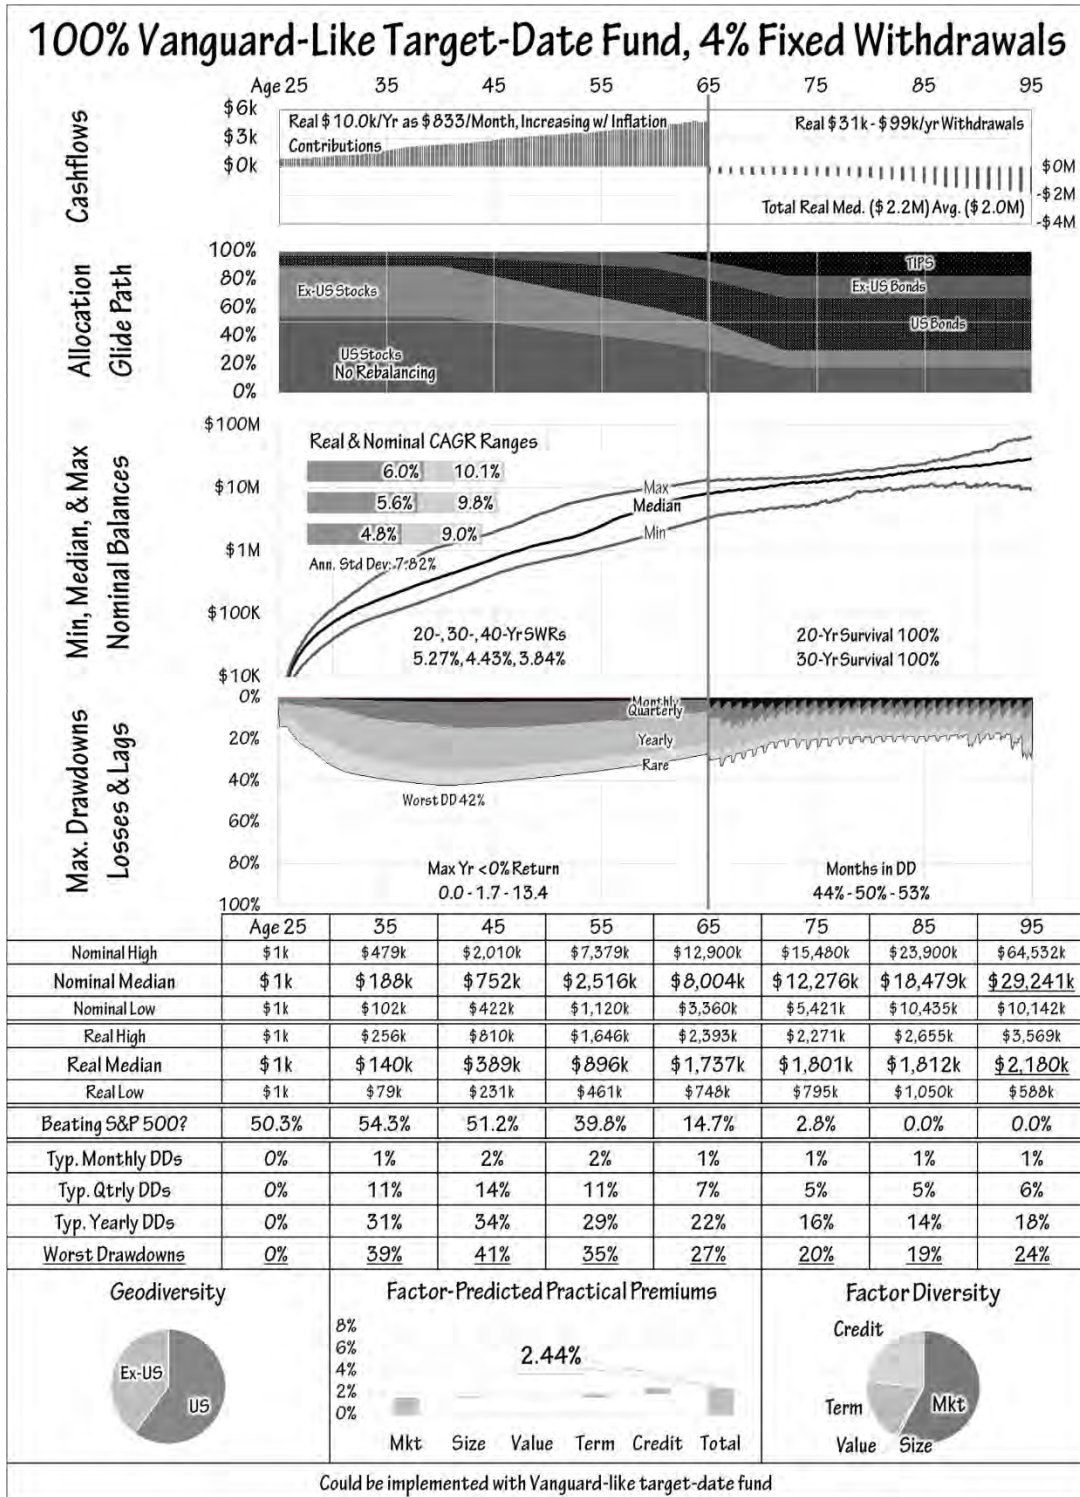 100% Vanguard-Like Target-Date Fund, 4% Fixed Withdrawals
Age 25 35 45 55 65 75 85 95
Cashflows
$6k
$3k
$0k
Real $10.0k/Yr as $833/Month, Increasing w/ Inflation
Contributions
Real $31k - $99k/yr Withdrawals
Total Real Med. ($2.2M) Avg. ($2.0M)
$0M
-$2M
-$4M
Allocation
Glide Path
100%
80%
60%
40%
20%
0%
Ex-US Stocks
US Stocks
No Rebalancing
TIPS
Ex-US Bonds
US Bonds
Min, Median, & Max
Nominal Balances
$100M
$10M
$1M
$100K
$10K
Real & Nominal CAGR Ranges
6.0% 10.1%
5.6% 9.8%
4.8% 9.0%
Ann. Std Dev: 7.82%
Max
Median
Min
20-, 30-, 40-Yr SWRs
5.27%, 4.43%, 3.84%
20-Yr Survival 100%
30-Yr Survival 100%
Max. Drawdowns
Losses & Lags
0%
20%
40%
60%
80%
100%
Monthly
Quarterly
Yearly
Rare
Worst DD 42%
Max Yr <0% Return
0.0 - 1.7 - 13.4
Months in DD
44% - 50% - 53%
Age 25 35 45 55 65 75 85 95
Nominal High $1k $479k $2,010k $7,379k $12,900k $15,480k $23,900k $64,532k
Nominal Median $1k $188k $752k $2,516k $8,004k $12,276k $18,479k $29,241k
Nominal Low $1k $102k $422k $1,120k $3,360k $5,421k $10,435k $10,142k
Real High $1k $256k $810k $1,646k $2,393k $2,271k $2,655k $3,569k
Real Median $1k $140k $389k $896k $1,737k $1,801k $1,812k $2,180k
Real Low $1k $79k $231k $461k $748k $795k $1,050k $588k
Beating S&P 500? 50.3% 54.3% 51.2% 39.8% 14.7% 2.8% 0.0% 0.0%
Typ. Monthly DDs 0% 1% 2% 2% 1% 1% 1% 1%
Typ. Qtrly DDs 0% 11% 14% 11% 7% 5% 5% 6%
Typ. Yearly DDs 0% 31% 34% 29% 22% 16% 14% 18%
Worst Drawdowns 0% 39% 41% 35% 27% 20% 19% 24%
Geodiversity
Ex-US
US
Factor-Predicted Practical Premiums
8%
6%
4%
2%
0%
2.44%
Mkt Size Value Term Credit Total
Factor Diversity
Credit
Term
Mkt
Value Size
Could be implemented with Vanguard-like target-date fund